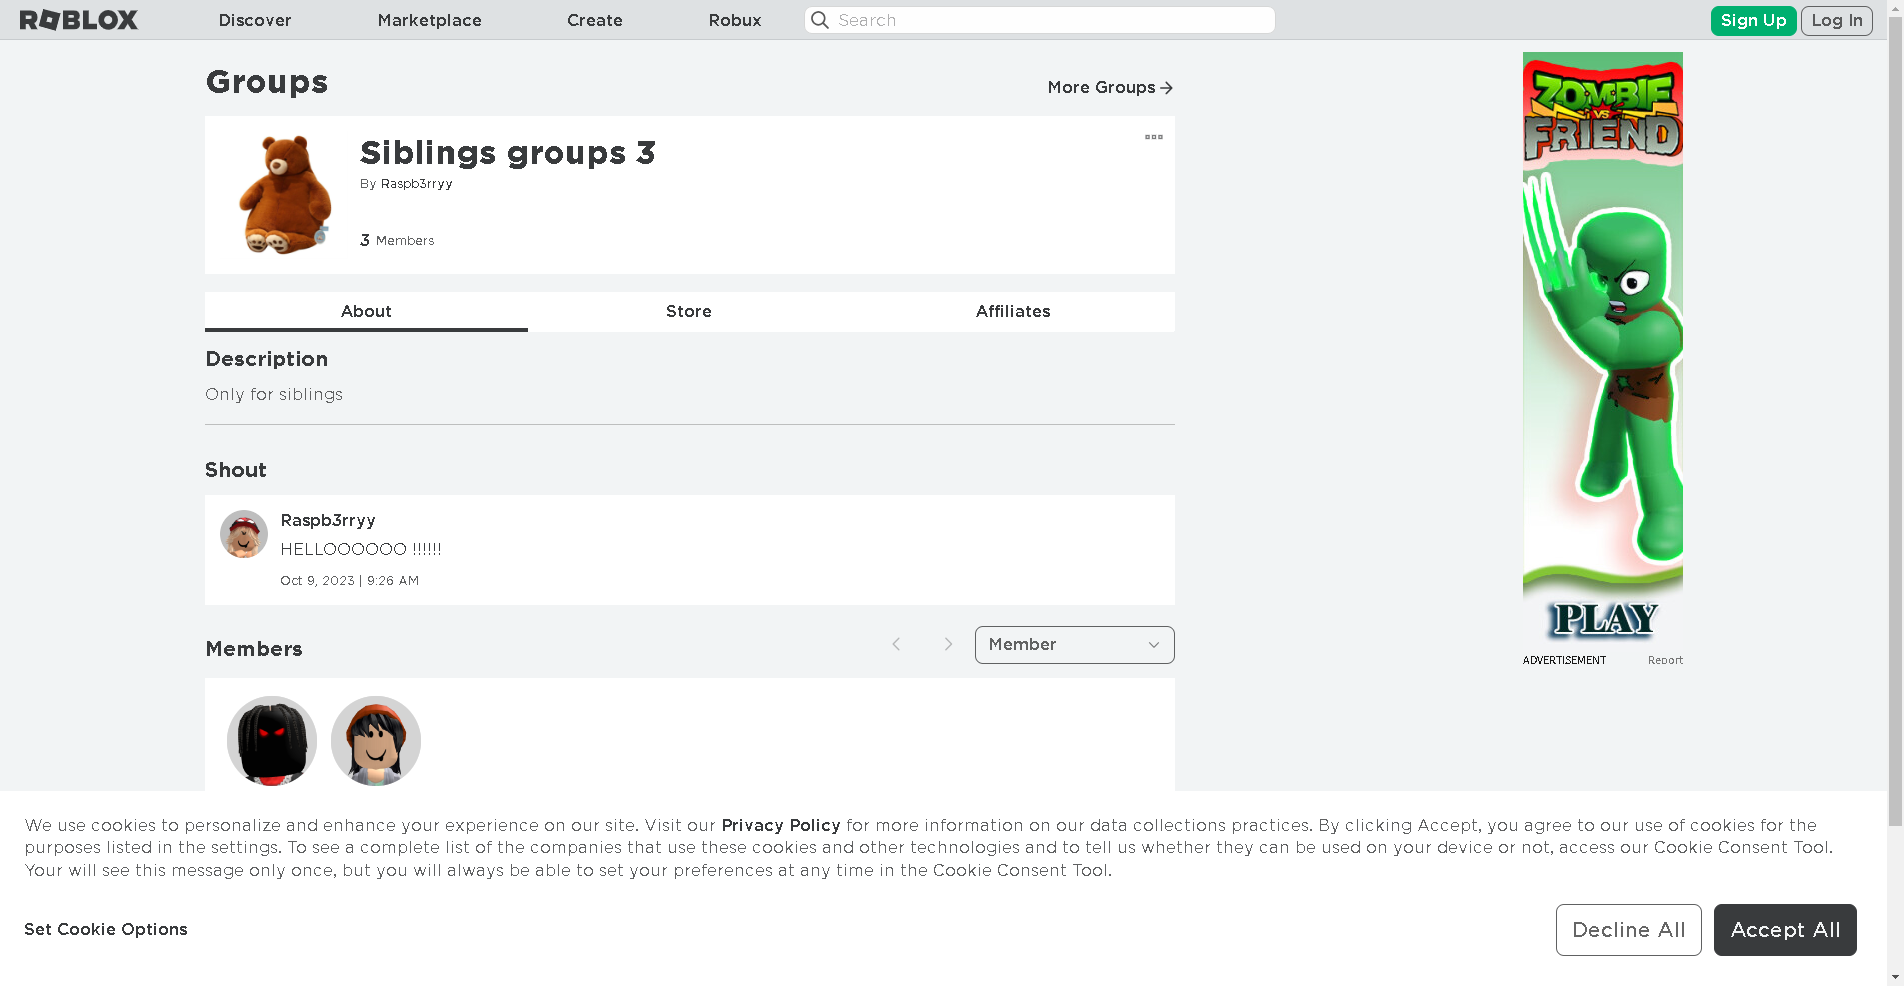 ROBLOX
Discover
Marketplace
Create
Robux
Search
Sign Up
Log In
Groups
More Groups
Siblings groups 3
By Raspb3rryy
3 Members
About
Store
Affiliates
Description
Only for siblings
Shout
Raspb3rryy
HELLOOOOOO !!!!!!
Oct 9, 2023 | 9:26 AM
Members
Member
ZOMBIE
VS
FRIEND
PLAY
ADVERTISEMENT
Report
We use cookies to personalize and enhance your experience on our site. Visit our Privacy Policy for more information on our data collections practices. By clicking Accept, you agree to our use of cookies for the
purposes listed in the settings. To see a complete list of the companies that use these cookies and other technologies and to tell us whether they can be used on your device or not, access our Cookie Consent Tool.
Your will see this message only once, but you will always be able to set your preferences at any time in the Cookie Consent Tool.
Set Cookie Options
Decline All
Accept All